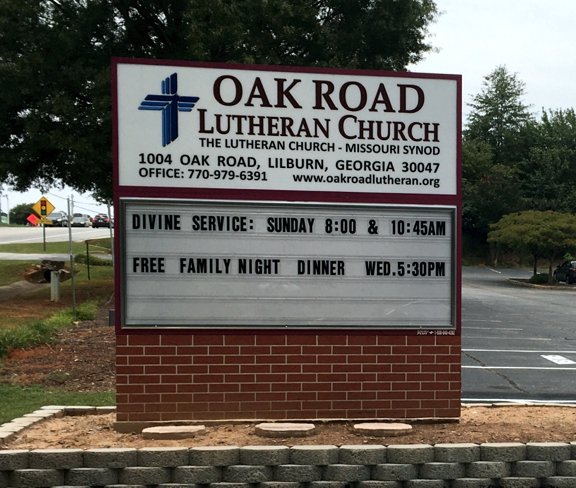 OAK ROAD
LUTHERAN CHURCH
THE LUTHERAN CHURCH - MISSOURI SYNOD
1004 OAK ROAD, LILBURN, GEORGIA 30047
OFFICE: 770-979-6391 www.oakroadlutheran.org
DIVINE SERVICE: SUNDAY 8:00 & 10:45AM
FREE FAMILY NIGHT DINNER WED.5:30PM